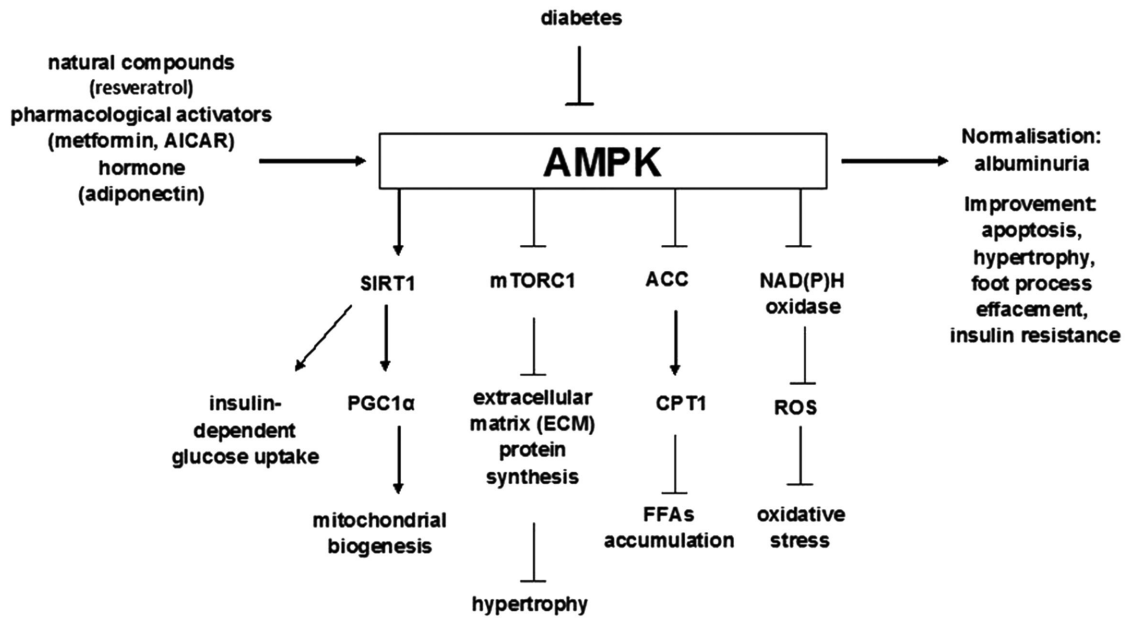 diabetes
natural compounds
(resveratrol)
pharmacological activators
(metformin, AICAR)
hormone
(adiponectin)
AMPK
Normalisation:
albuminuria
Improvement:
apoptosis,
hypertrophy,
foot process
effacement,
insulin resistance
SIRT1
mTORC1
ACC
NAD(P)H
oxidase
insulin-
dependent
glucose uptake
PGC1α
extracellular
matrix (ECM)
protein
synthesis
CPT1
ROS
mitochondrial
biogenesis
FFAs
accumulation
oxidative
stress
hypertrophy